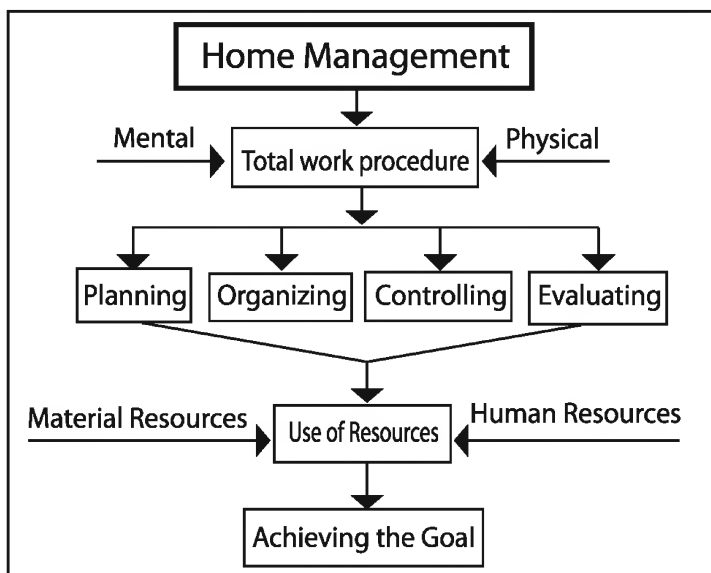 Home Management
Mental
Physical
Total work procedure
Planning
Organizing
Controlling
Evaluating
Material Resources
Human Resources
Use of Resources
Achieving the Goal